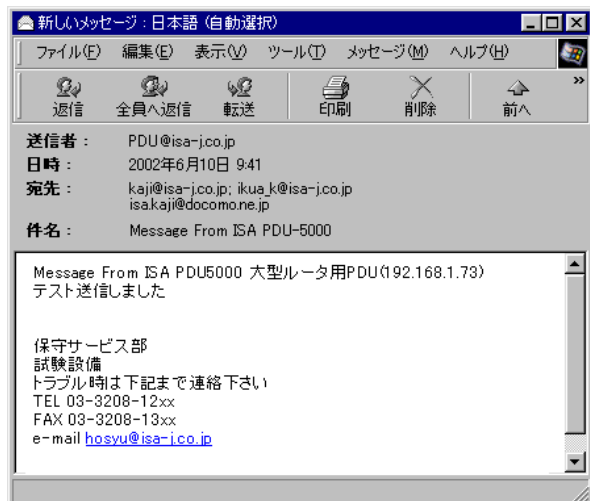 新しいメッセージ : 日本語 (自動選択)
ファイル(F) 編集(E) 表示(V) ツール(T) メッセージ(M) ヘルプ(H)
返信 全員へ返信 転送 印刷 削除 前へ »
送信者 : PDU@isa-j.co.jp
日時 : 2002年6月10日 9:41
宛先 : kaji@isa-j.co.jp; ikua_k@isa-j.co.jp
isa.kaji@docomo.ne.jp
件名 : Message From ISA PDU-5000
Message From ISA PDU5000 大型ルータ用PDU(192.168.1.73)
テスト送信しました
保守サービス部
試験設備
トラブル時は下記まで連絡下さい
TEL 03-3208-12xx
FAX 03-3208-13xx
e-mail hosyu@isa-j.co.jp